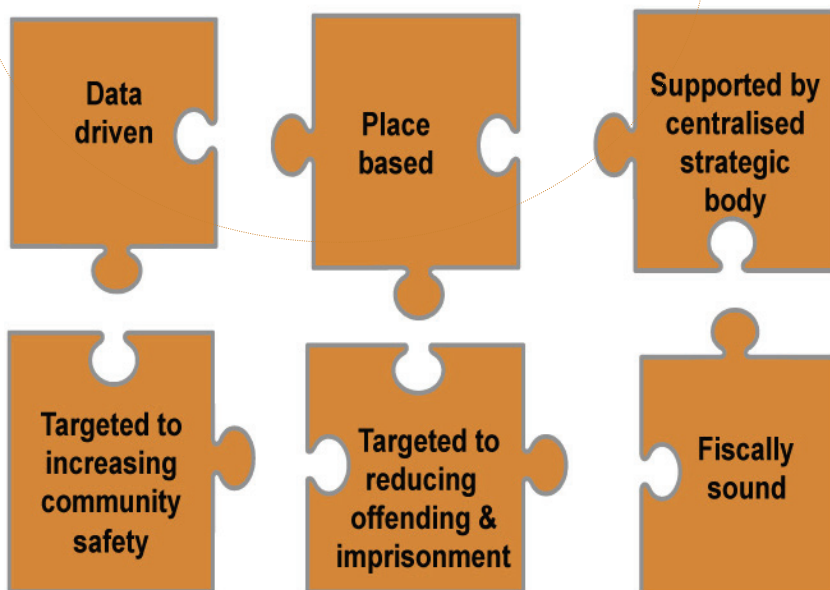 Data
driven
Place
based
Supported by
centralised
strategic
body
Targeted to
increasing
community
safety
Targeted to
reducing
offending &
imprisonment
Fiscally
sound